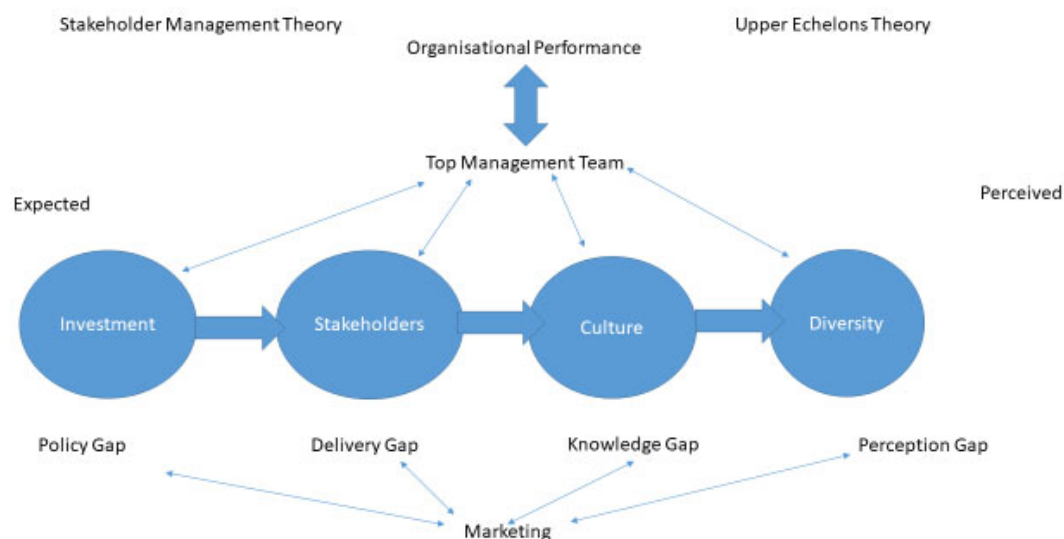 Stakeholder Management Theory
Upper Echelons Theory
Organisational Performance
Top Management Team
Expected
Perceived
Investment
Stakeholders
Culture
Diversity
Policy Gap
Delivery Gap
Knowledge Gap
Perception Gap
Marketing